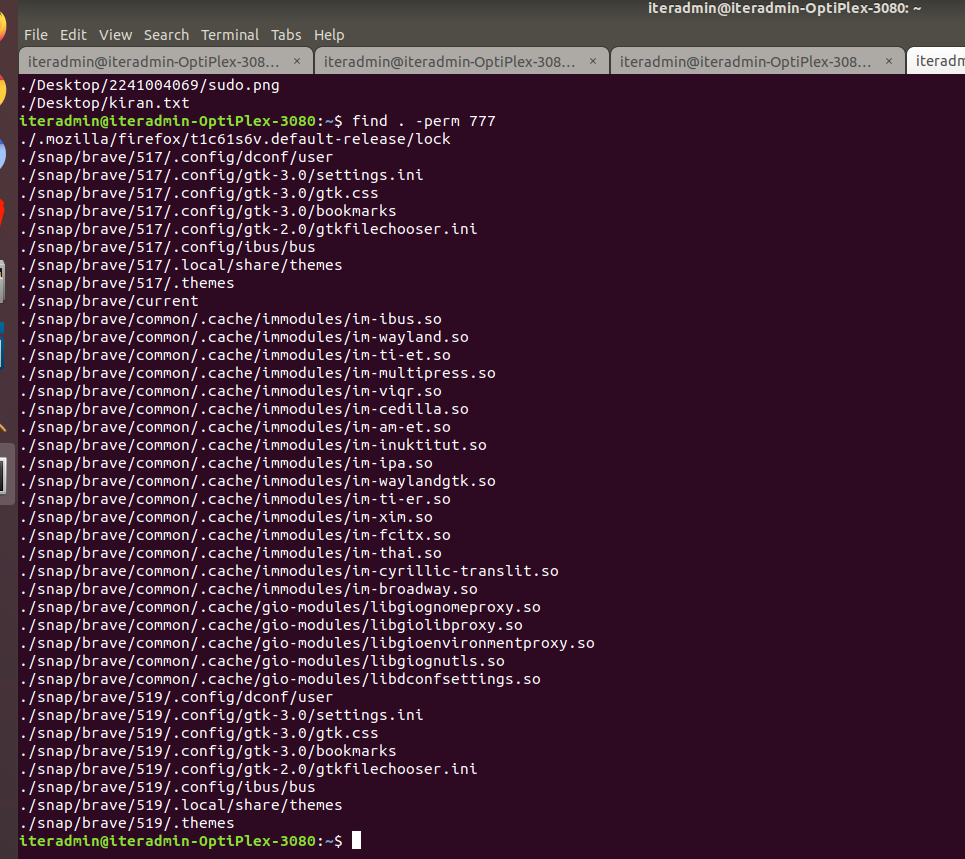 iteradmin@iteradmin-OptiPlex-3080: ~
File Edit View Search Terminal Tabs Help
iteradmin@iteradmin-OptiPlex-308... × iteradmin@iteradmin-OptiPlex-308... × iteradmin@iteradmin-OptiPlex-308... × iteradm
./Desktop/2241004069/sudo.png
./Desktop/kiran.txt
iteradmin@iteradmin-OptiPlex-3080:~$ find . -perm 777
./.mozilla/firefox/t1c61s6v.default-release/lock
./snap/brave/517/.config/dconf/user
./snap/brave/517/.config/gtk-3.0/settings.ini
./snap/brave/517/.config/gtk-3.0/gtk.css
./snap/brave/517/.config/gtk-3.0/bookmarks
./snap/brave/517/.config/gtk-2.0/gtkfilechooser.ini
./snap/brave/517/.config/ibus/bus
./snap/brave/517/.local/share/themes
./snap/brave/517/.themes
./snap/brave/current
./snap/brave/common/.cache/immodules/im-ibus.so
./snap/brave/common/.cache/immodules/im-wayland.so
./snap/brave/common/.cache/immodules/im-ti-et.so
./snap/brave/common/.cache/immodules/im-multipress.so
./snap/brave/common/.cache/immodules/im-viqr.so
./snap/brave/common/.cache/immodules/im-cedilla.so
./snap/brave/common/.cache/immodules/im-am-et.so
./snap/brave/common/.cache/immodules/im-inuktitut.so
./snap/brave/common/.cache/immodules/im-ipa.so
./snap/brave/common/.cache/immodules/im-waylandgtk.so
./snap/brave/common/.cache/immodules/im-ti-er.so
./snap/brave/common/.cache/immodules/im-xim.so
./snap/brave/common/.cache/immodules/im-fcitx.so
./snap/brave/common/.cache/immodules/im-thai.so
./snap/brave/common/.cache/immodules/im-cyrillic-translit.so
./snap/brave/common/.cache/immodules/im-broadway.so
./snap/brave/common/.cache/gio-modules/libgiognomeproxy.so
./snap/brave/common/.cache/gio-modules/libgiolibproxy.so
./snap/brave/common/.cache/gio-modules/libgioenvironmentproxy.so
./snap/brave/common/.cache/gio-modules/libgiognutls.so
./snap/brave/common/.cache/gio-modules/libdconfsettings.so
./snap/brave/519/.config/dconf/user
./snap/brave/519/.config/gtk-3.0/settings.ini
./snap/brave/519/.config/gtk-3.0/gtk.css
./snap/brave/519/.config/gtk-3.0/bookmarks
./snap/brave/519/.config/gtk-2.0/gtkfilechooser.ini
./snap/brave/519/.config/ibus/bus
./snap/brave/519/.local/share/themes
./snap/brave/519/.themes
iteradmin@iteradmin-OptiPlex-3080:~$